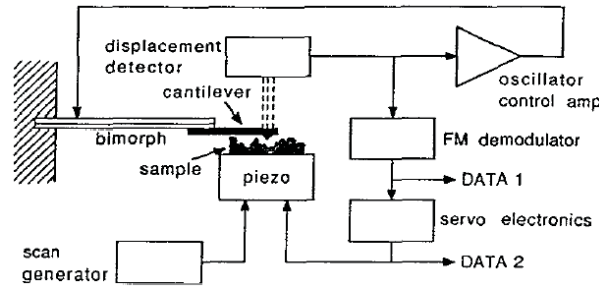 displacement
detector
cantilever
oscillator
control amp
bimorph
sample
FM demodulator
piezo
DATA 1
servo electronics
scan
generator
DATA 2